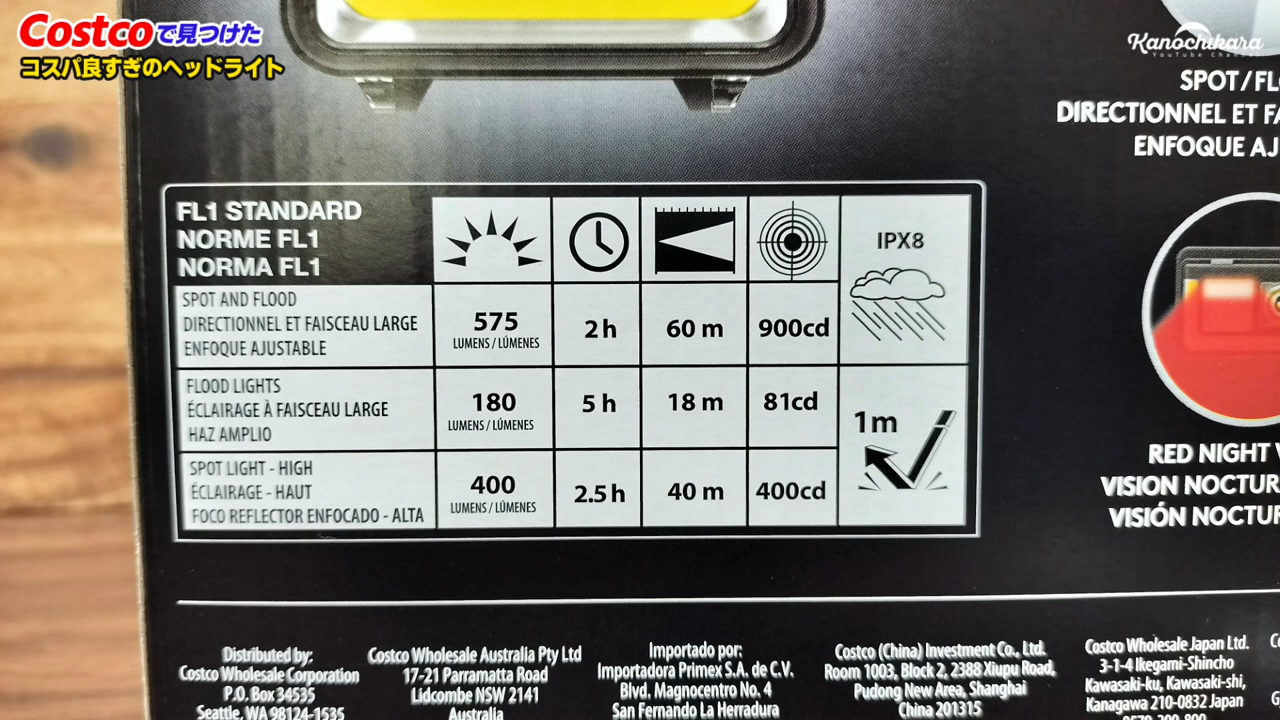 Costcoで見つけた
コスパ良すぎのヘッドライト
Kanochikara
YouTube Channel
SPOT/FL
DIRECTIONNEL ET
ENFOQUE
FL1 STANDARD
NORME FL1
NORMA FL1
IPX8
SPOT AND FLOOD
DIRECTIONNEL ET FAISCEAU LARGE
ENFOQUE AJUSTABLE
575
LUMENS / LÚMENES
2 h
60 m
900cd
FLOOD LIGHTS
ÉCLAIRAGE À FAISCEAU LARGE
HAZ AMPLIO
180
LUMENS / LÚMENES
5 h
18 m
81cd
1m
SPOT LIGHT - HIGH
ÉCLAIRAGE - HAUT
FOCO REFLECTOR ENFOCADO - ALTA
400
LUMENS / LÚMENES
2.5 h
40 m
400cd
RED NIGHT
VISION NOCTUR
VISIÓN NOCTUR
Distributed by:
Costco Wholesale Corporation
P.O. Box 34535
Seattle, WA 98124-1535
Costco Wholesale Australia Pty Ltd
17-21 Parramatta Road
Lidcombe NSW 2141
Australia
Importado por:
Importadora Primex S.A. de C.V.
Blvd. Magnocentro No. 4
San Fernando La Herradura
Costco (China) Investment Co., Ltd.
Room 1003, Block 2, 2388 Xiupu Road,
Pudong New Area, Shanghai
China 201315
Costco Wholesale Japan Ltd.
3-1-4 Ikegami-Shincho
Kawasaki-ku, Kawasaki-shi,
Kanagawa 210-0832 Japan